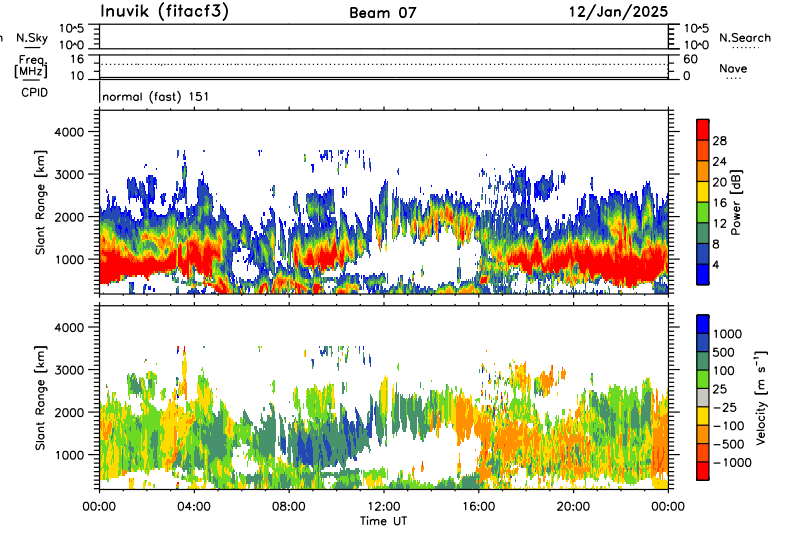 Inuvik (fitacf3) Beam 07 12/Jan/2025
N.Sky 10^5 10^5 N.Search
10^0 10^0
Freq. 16 60
[MHz] 10 0 Nave
CPID normal (fast) 151
Slant Range [km]
4000
3000
2000
1000
Power [dB]
28
24
20
16
12
8
4
Slant Range [km]
4000
3000
2000
1000
Velocity [m s⁻¹]
1000
500
100
25
−25
−100
−500
−1000
00:00 04:00 08:00 12:00 16:00 20:00 00:00
Time UT